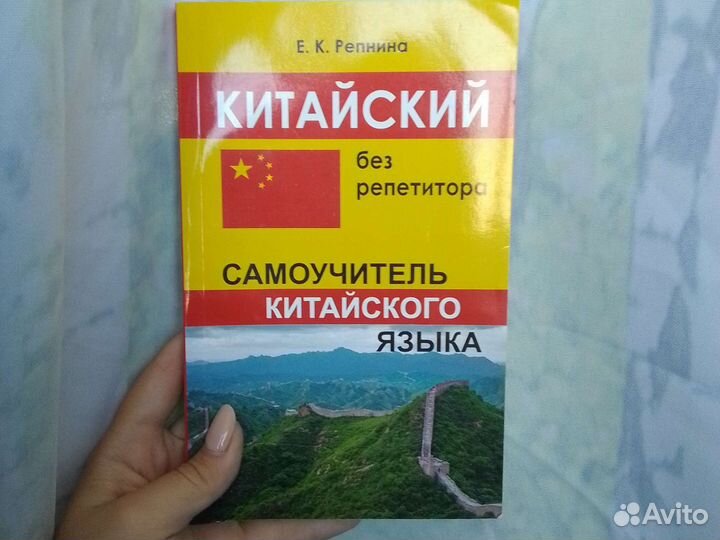 Е. К. Репнина
КИТАЙСКИЙ
без
репетитора
САМОУЧИТЕЛЬ
КИТАЙСКОГО
ЯЗЫКА
Avito